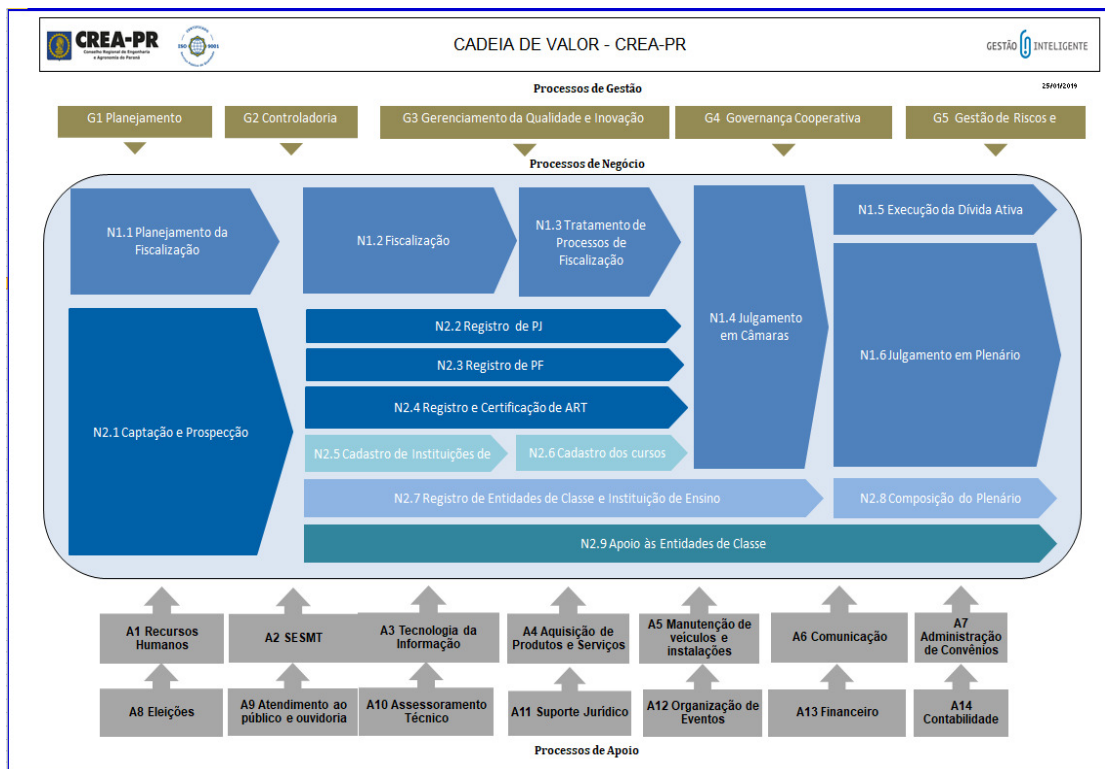 CREA-PR
Conselho Regional de Engenharia
e Agronomia do Paraná
ISO 9001
CADEIA DE VALOR - CREA-PR
GESTÃO INTELIGENTE
25/01/2019
Processos de Gestão
G1 Planejamento
G2 Controladoria
G3 Gerenciamento da Qualidade e Inovação
G4 Governança Cooperativa
G5 Gestão de Riscos e
Processos de Negócio
N1.1 Planejamento da
Fiscalização
N1.2 Fiscalização
N1.3 Tratamento de
Processos de
Fiscalização
N1.4 Julgamento
em Câmaras
N1.5 Execução da Dívida Ativa
N1.6 Julgamento em Plenário
N2.1 Captação e Prospecção
N2.2 Registro de PJ
N2.3 Registro de PF
N2.4 Registro e Certificação de ART
N2.5 Cadastro de Instituições de
N2.6 Cadastro dos cursos
N2.7 Registro de Entidades de Classe e Instituição de Ensino
N2.8 Composição do Plenário
N2.9 Apoio às Entidades de Classe
A1 Recursos
Humanos
A2 SESMT
A3 Tecnologia da
Informação
A4 Aquisição de
Produtos e Serviços
A5 Manutenção de
veículos e
instalações
A6 Comunicação
A7
Administração
de Convênios
A8 Eleições
A9 Atendimento ao
público e ouvidoria
A10 Assessoramento
Técnico
A11 Suporte Jurídico
A12 Organização de
Eventos
A13 Financeiro
A14
Contabilidade
Processos de Apoio